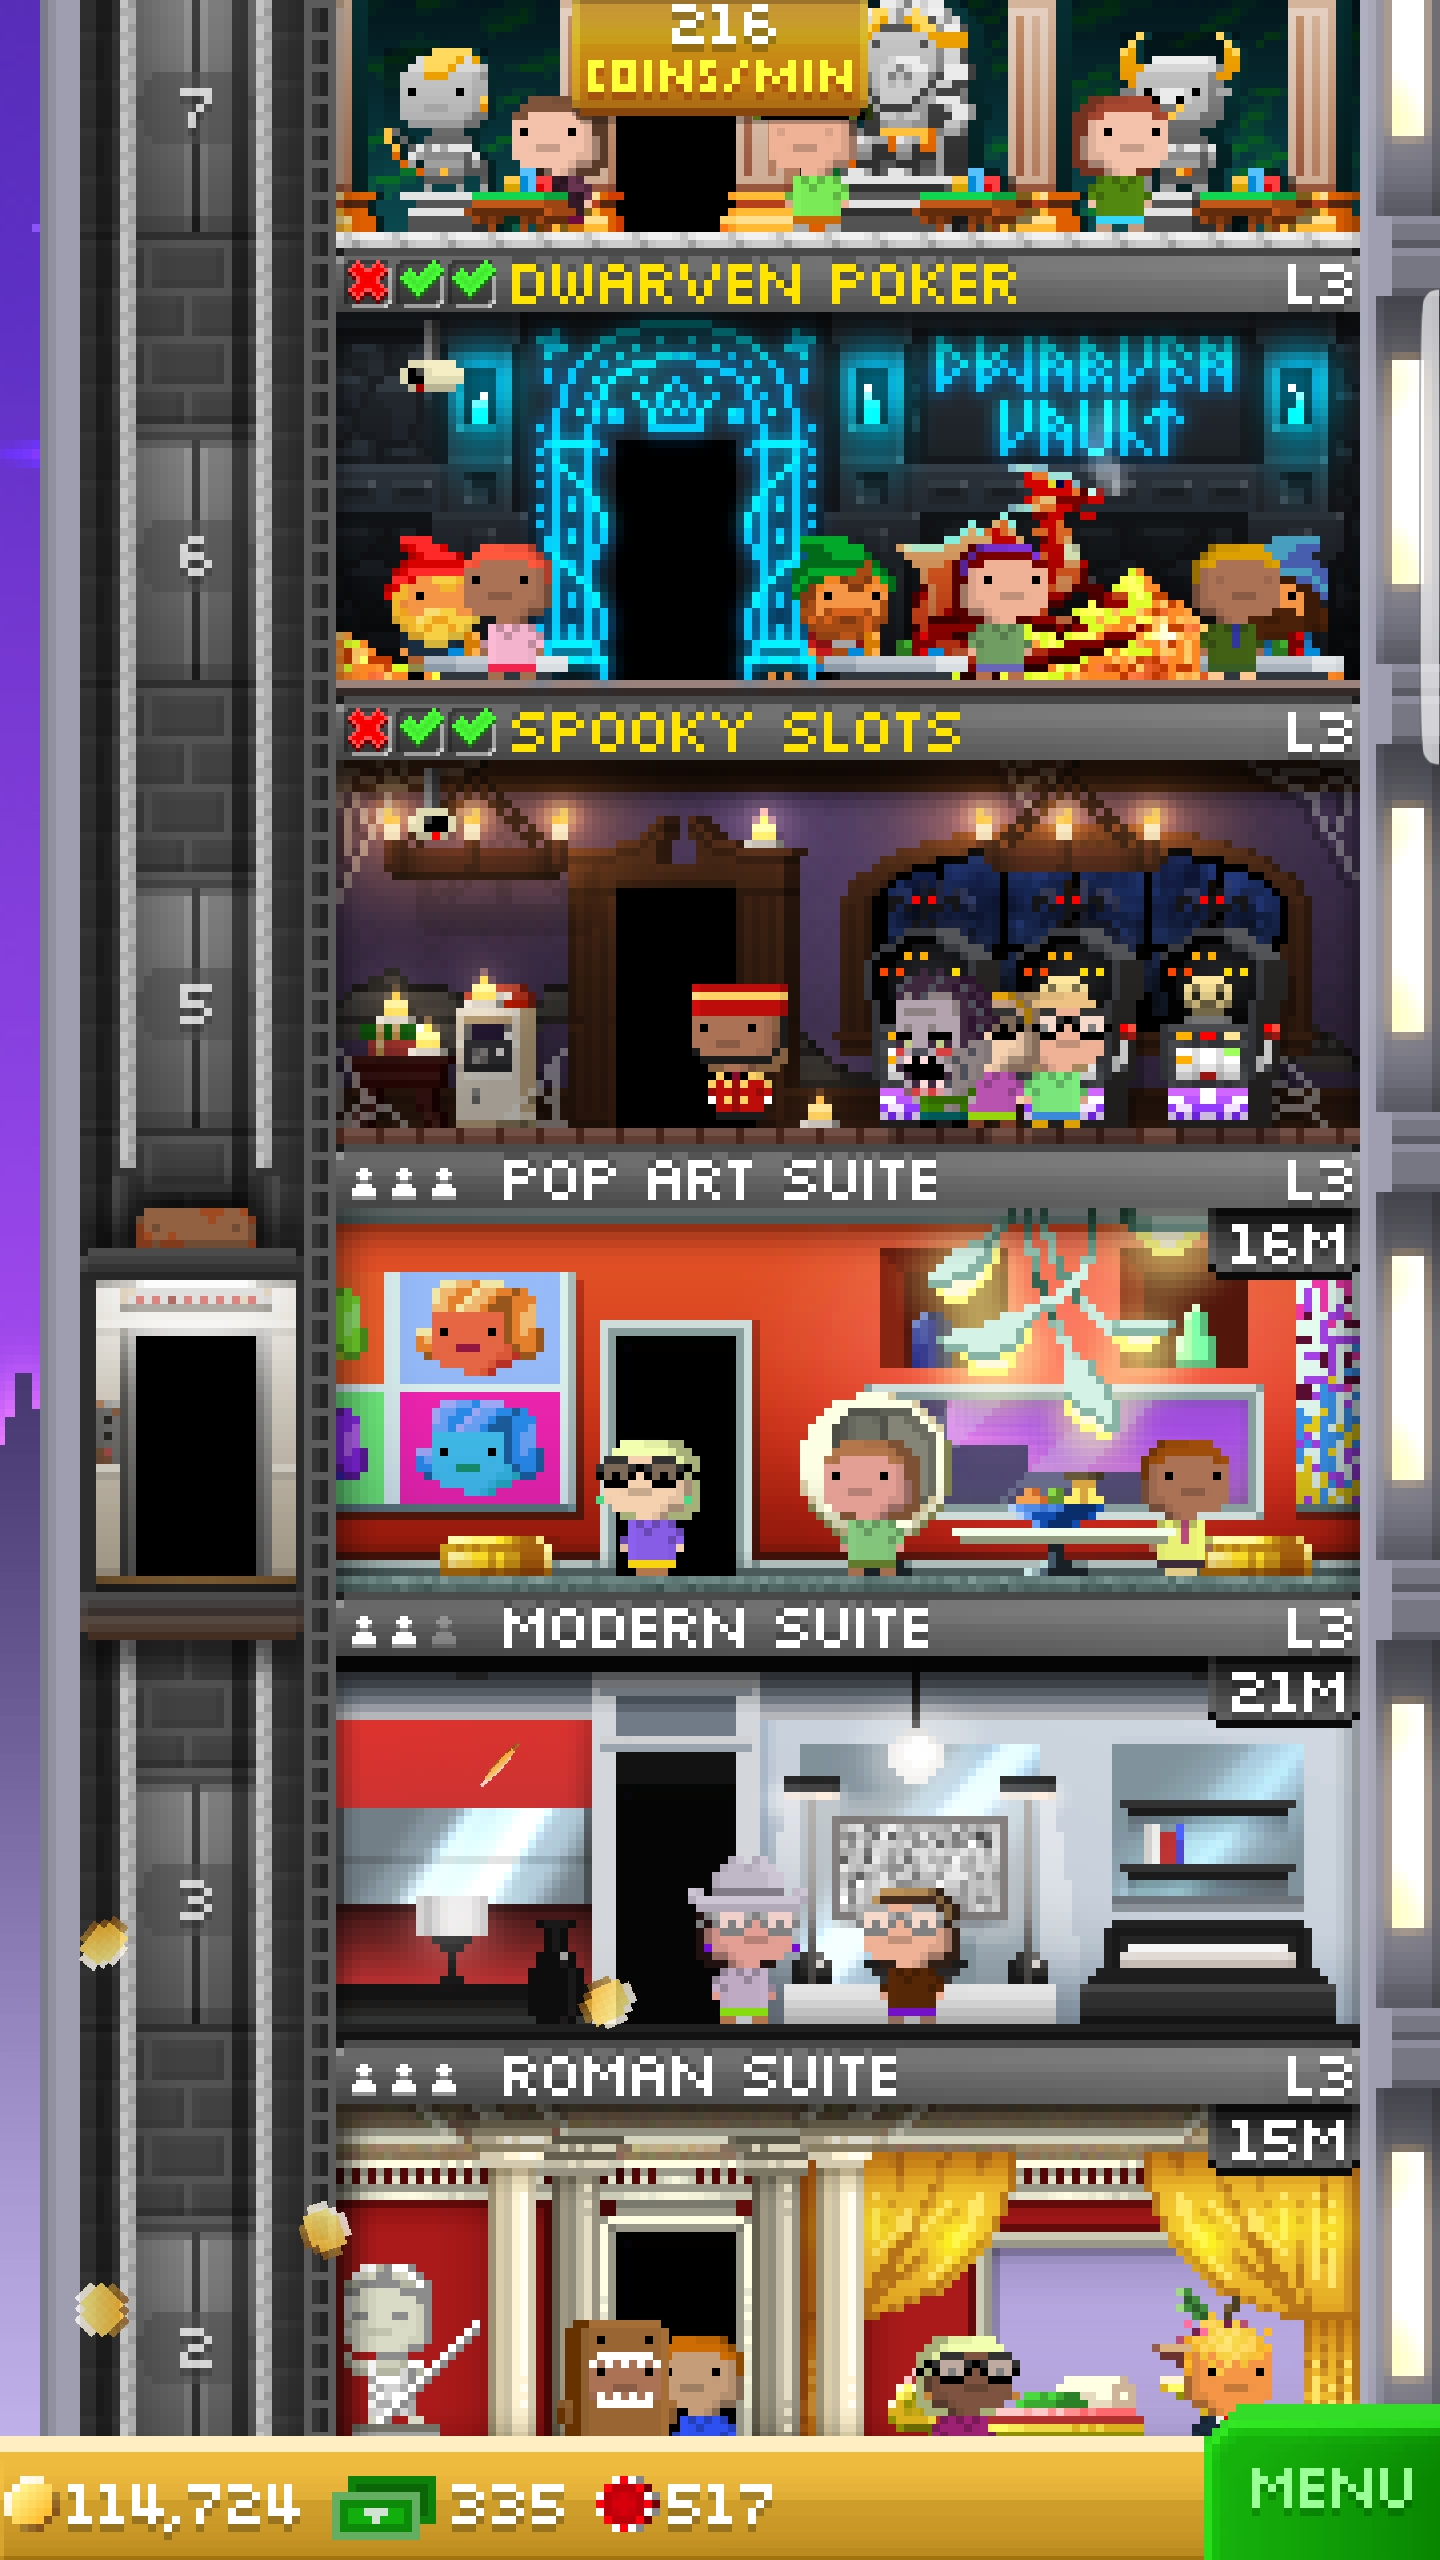 216
COINS/MIN
7
DWARVEN POKER L3
DWARVEN
VAULT
6
SPOOKY SLOTS L3
5
POP ART SUITE L3
16M
MODERN SUITE L3
21M
3
ROMAN SUITE L3
15M
2
114,724 335 517 MENU